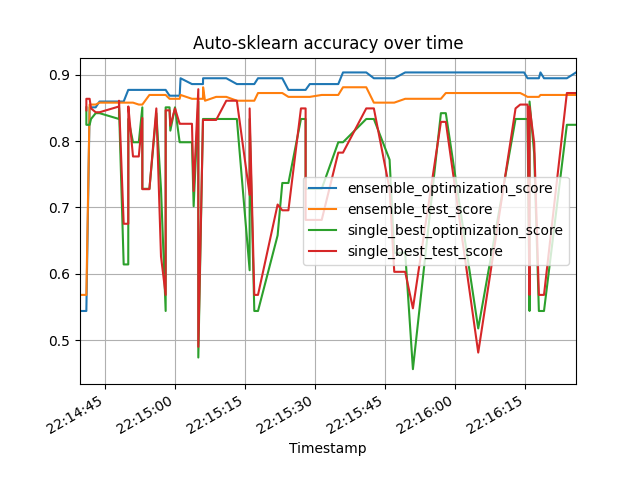 Auto-sklearn accuracy over time
0.9
0.8
0.7
0.6
0.5
ensemble_optimization_score
ensemble_test_score
single_best_optimization_score
single_best_test_score
22:14:45
22:15:00
22:15:15
22:15:30
22:15:45
22:16:00
22:16:15
Timestamp